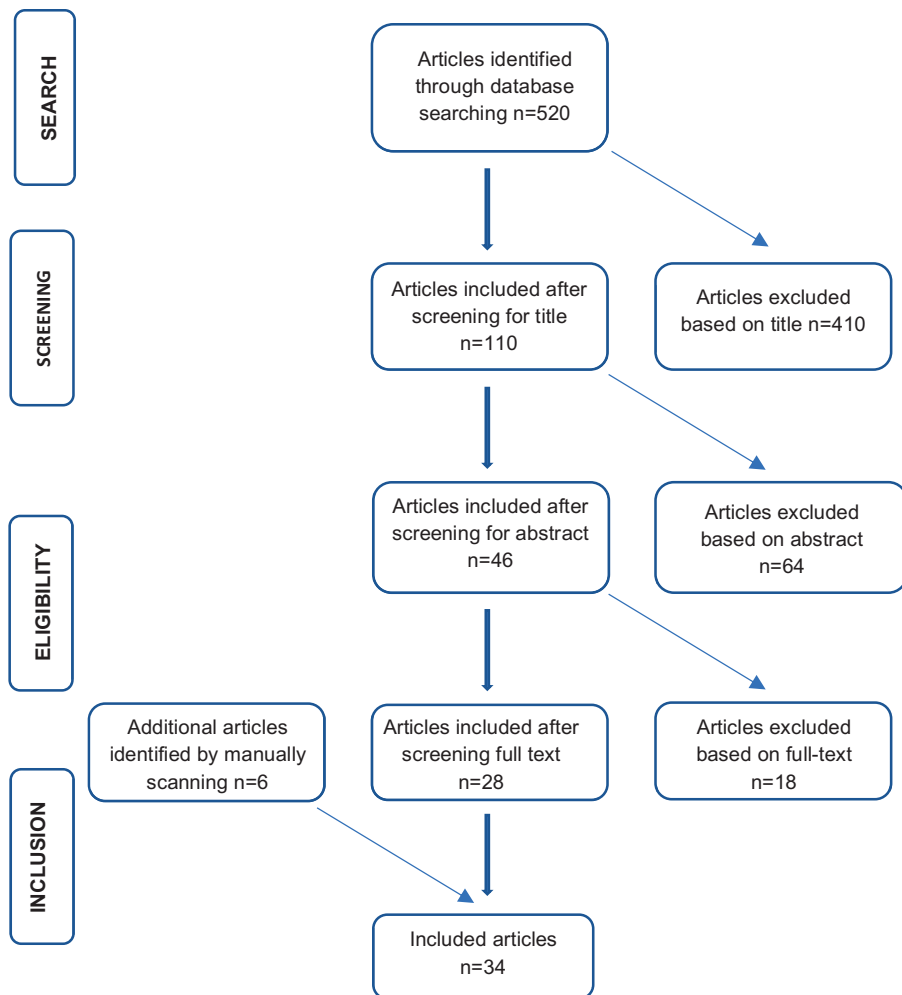 SEARCH
Articles identified
through database
searching n=520
SCREENING
Articles included after
screening for title
n=110
Articles excluded
based on title n=410
ELIGIBILITY
Articles included after
screening for abstract
n=46
Articles excluded
based on abstract
n=64
Additional articles
identified by manually
scanning n=6
Articles included after
screening full text
n=28
Articles excluded
based on full-text
n=18
INCLUSION
Included articles
n=34